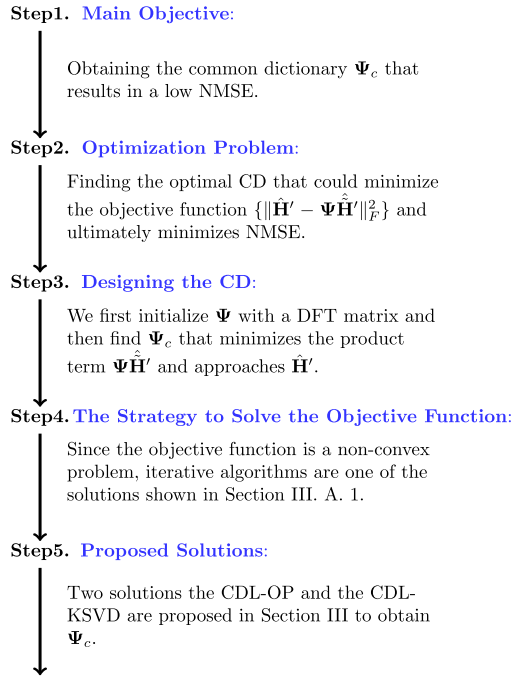 Step1. Main Objective:
Obtaining the common dictionary Ψ_c that
results in a low NMSE.
Step2. Optimization Problem:
Finding the optimal CD that could minimize
the objective function {‖Ĥ′ − ΨH̃̂′‖²_F} and
ultimately minimizes NMSE.
Step3. Designing the CD:
We first initialize Ψ with a DFT matrix and
then find Ψ_c that minimizes the product
term ΨH̃̂′ and approaches Ĥ′.
Step4. The Strategy to Solve the Objective Function:
Since the objective function is a non-convex
problem, iterative algorithms are one of the
solutions shown in Section III. A. 1.
Step5. Proposed Solutions:
Two solutions the CDL-OP and the CDL-
KSVD are proposed in Section III to obtain
Ψ_c.